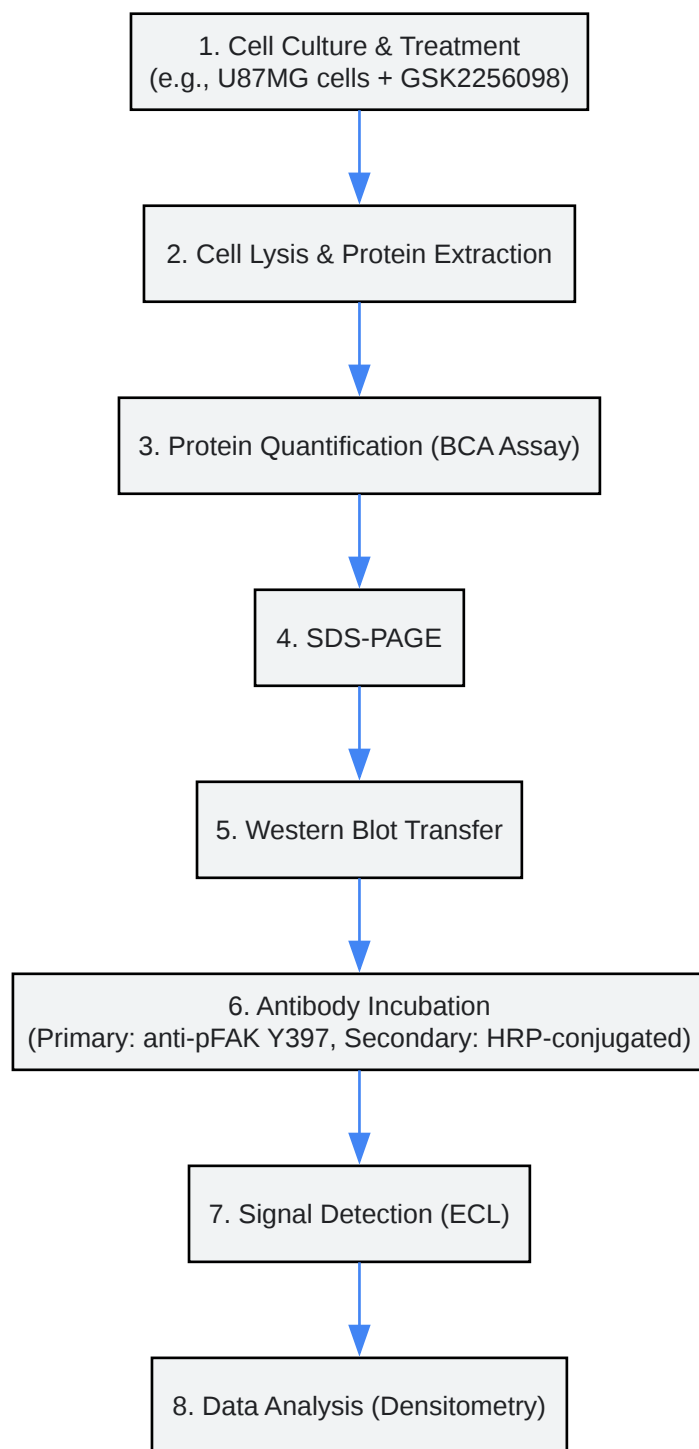 1. Cell Culture & Treatment
(e.g., U87MG cells + GSK2256098)
2. Cell Lysis & Protein Extraction
3. Protein Quantification (BCA Assay)
4. SDS-PAGE
5. Western Blot Transfer
6. Antibody Incubation
(Primary: anti-pFAK Y397, Secondary: HRP-conjugated)
7. Signal Detection (ECL)
8. Data Analysis (Densitometry)